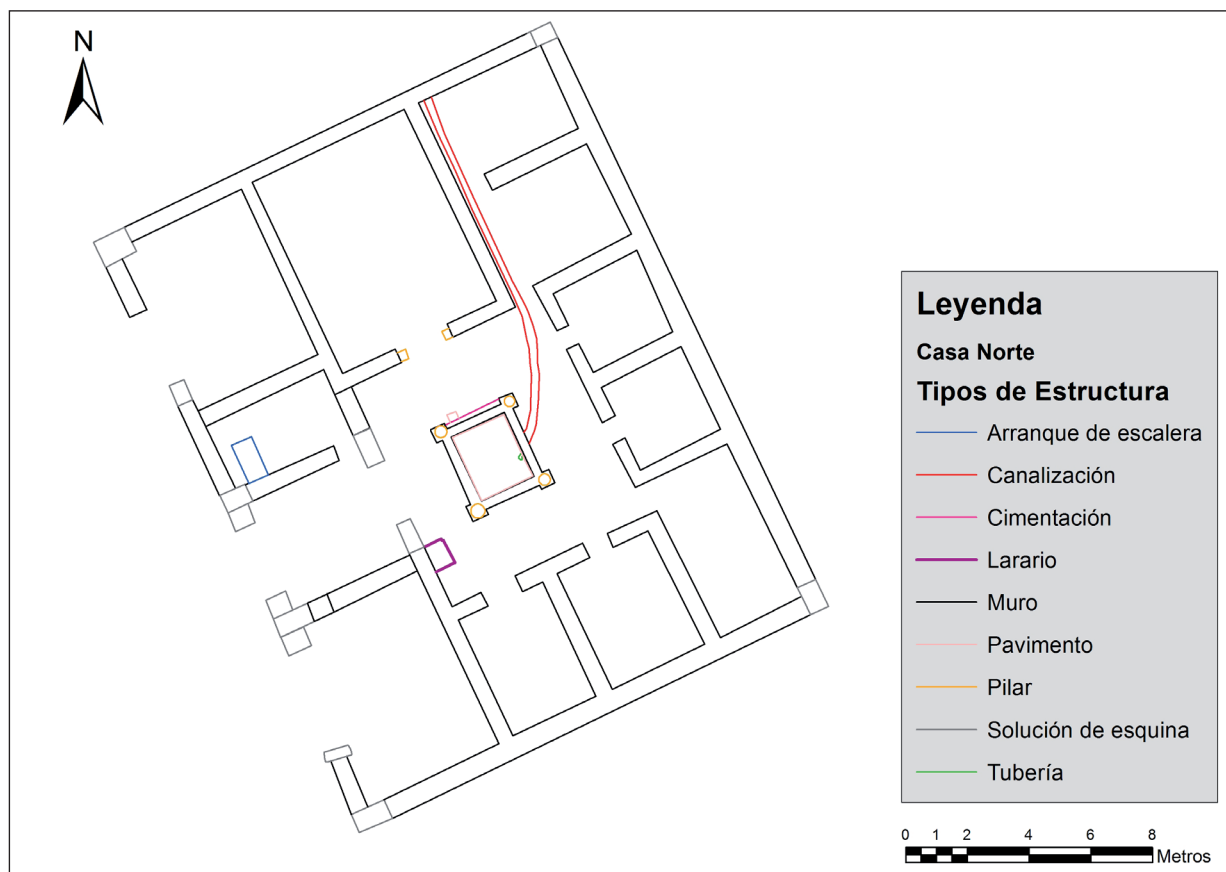 N
Leyenda
Casa Norte
Tipos de Estructura
Arranque de escalera
Canalización
Cimentación
Larario
Muro
Pavimento
Pilar
Solución de esquina
Tubería
0 1 2 4 6 8
Metros